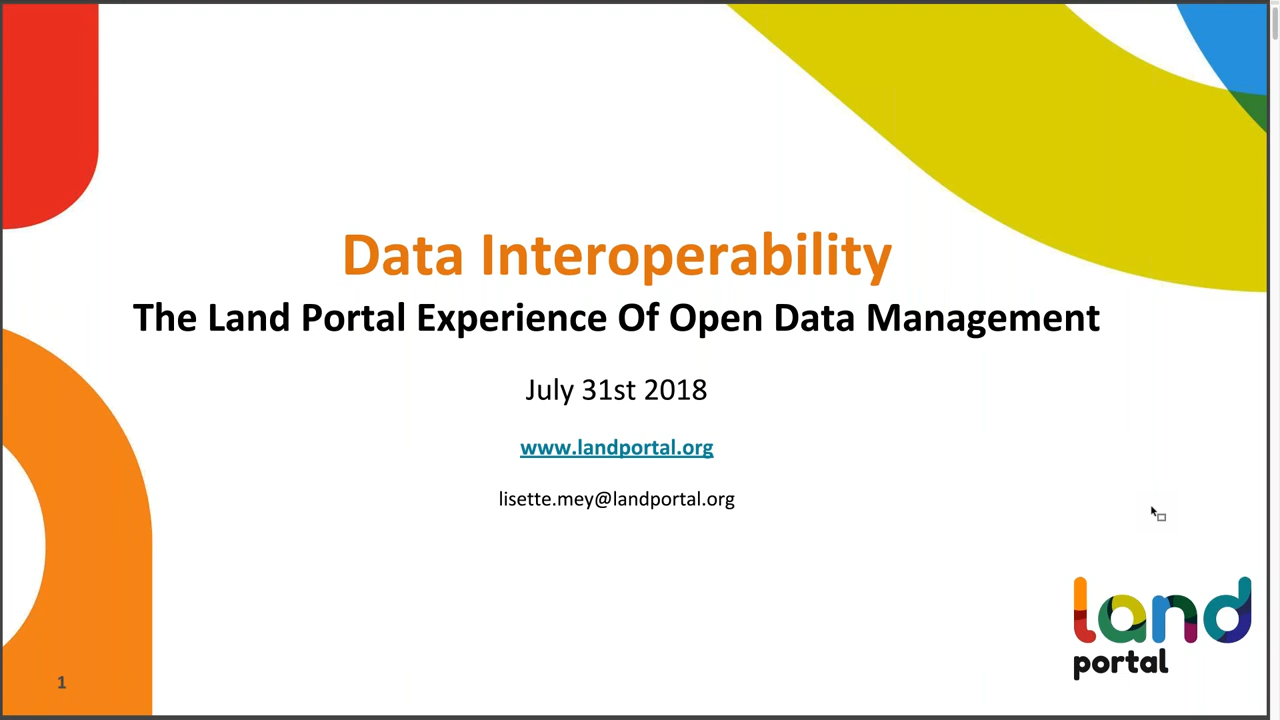 Data Interoperability
The Land Portal Experience Of Open Data Management
July 31st 2018
www.landportal.org
lisette.mey@landportal.org
land
portal
1